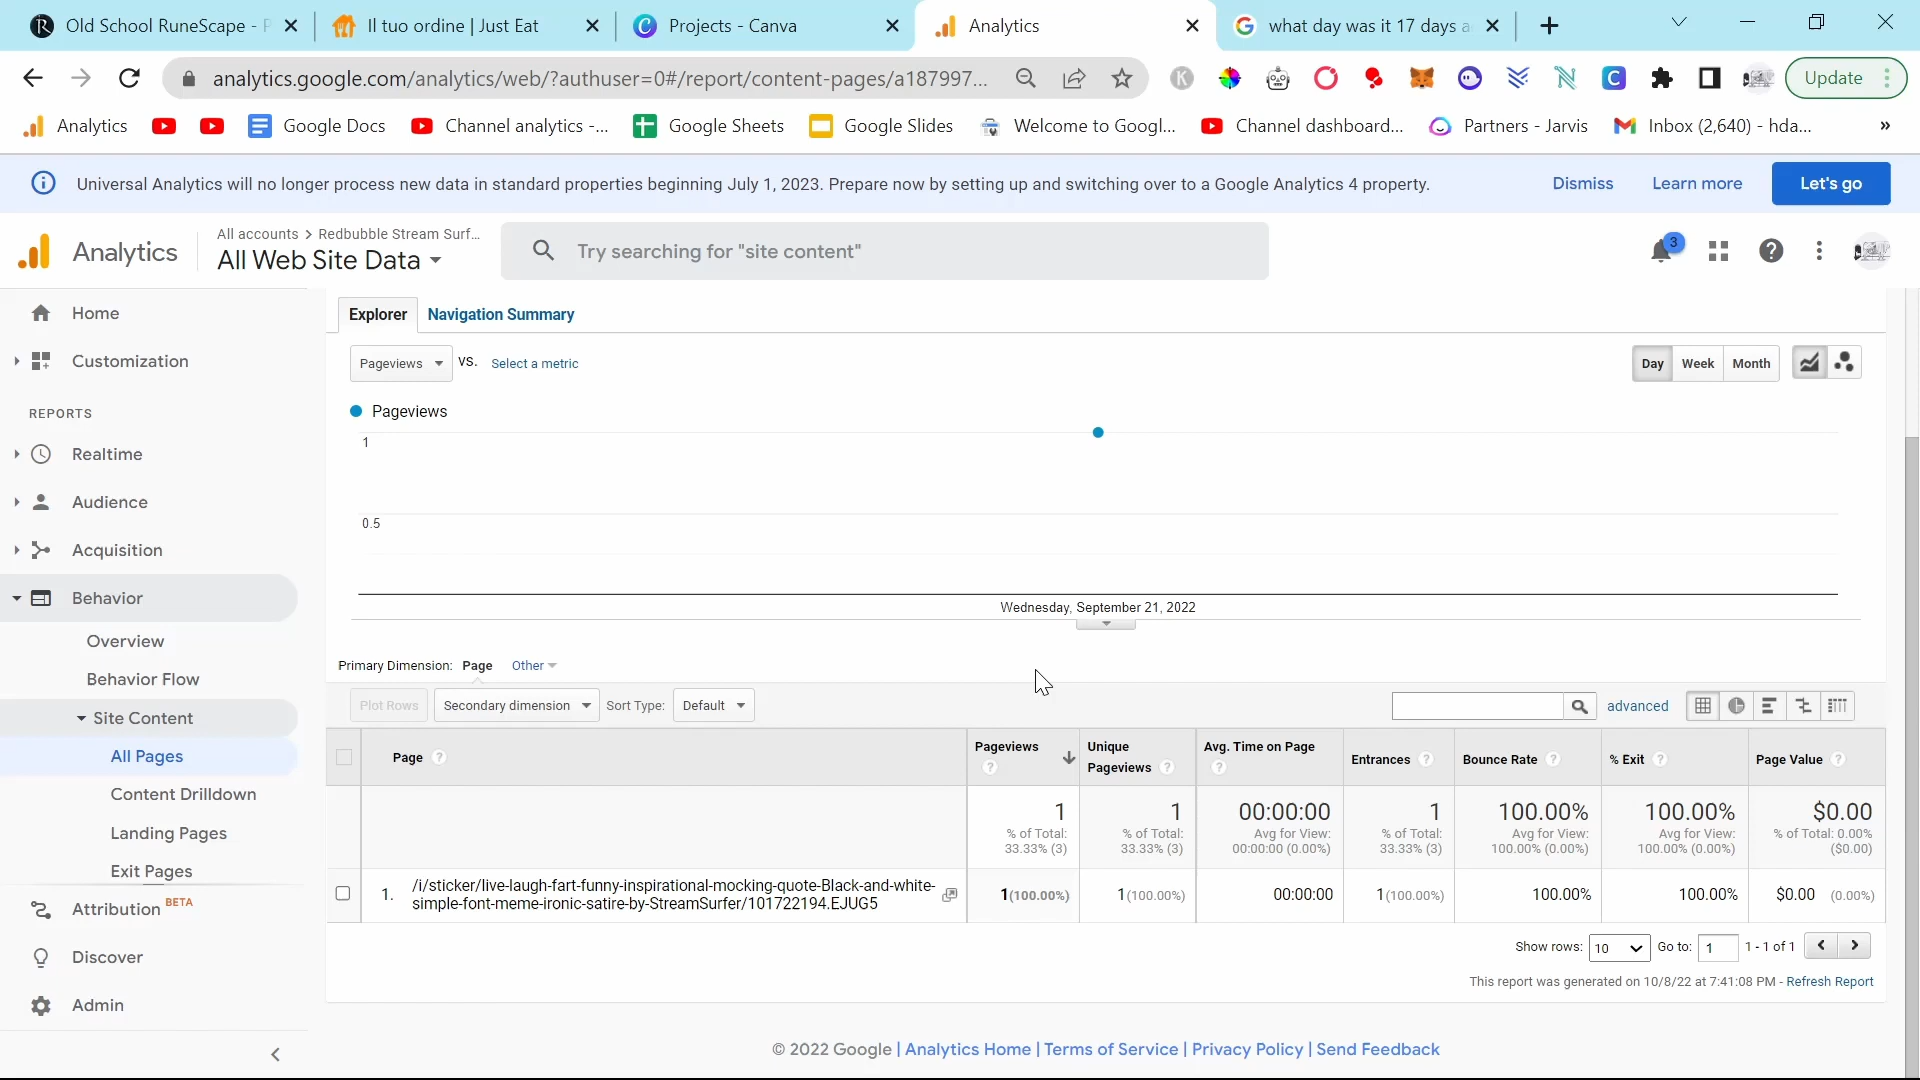 Old School RuneScape - P
Il tuo ordine | Just Eat
Projects - Canva
Analytics
what day was it 17 days a
analytics.google.com/analytics/web/?authuser=0#/report/content-pages/a187997...
Update
Analytics
Google Docs
Channel analytics -...
Google Sheets
Google Slides
Welcome to Googl...
Channel dashboard...
Partners - Jarvis
Inbox (2,640) - hda...
»
Universal Analytics will no longer process new data in standard properties beginning July 1, 2023. Prepare now by setting up and switching over to a Google Analytics 4 property.
Dismiss
Learn more
Let's go
Analytics
All accounts > Redbubble Stream Surf...
All Web Site Data
Try searching for "site content"
3
Home
Customization
REPORTS
Realtime
Audience
Acquisition
Behavior
Overview
Behavior Flow
Site Content
All Pages
Content Drilldown
Landing Pages
Exit Pages
Attribution BETA
Discover
Admin
Explorer
Navigation Summary
Pageviews
VS.
Select a metric
Day
Week
Month
Pageviews
1
0.5
Wednesday, September 21, 2022
Primary Dimension: Page Other
Plot Rows
Secondary dimension
Sort Type:
Default
advanced
Page
Pageviews
Unique
Pageviews
Avg. Time on Page
Entrances
Bounce Rate
% Exit
Page Value
1
% of Total:
33.33% (3)
1
% of Total:
33.33% (3)
00:00:00
Avg for View:
00:00:00 (0.00%)
1
% of Total:
33.33% (3)
100.00%
Avg for View:
100.00% (0.00%)
100.00%
Avg for View:
100.00% (0.00%)
$0.00
% of Total: 0.00%
($0.00)
1.
/i/sticker/live-laugh-fart-funny-inspirational-mocking-quote-Black-and-white-
simple-font-meme-ironic-satire-by-StreamSurfer/101722194.EJUG5
1(100.00%)
1(100.00%)
00:00:00
1(100.00%)
100.00%
100.00%
$0.00 (0.00%)
Show rows: 10 Go to: 1 1 - 1 of 1
This report was generated on 10/8/22 at 7:41:08 PM - Refresh Report
© 2022 Google | Analytics Home | Terms of Service | Privacy Policy | Send Feedback